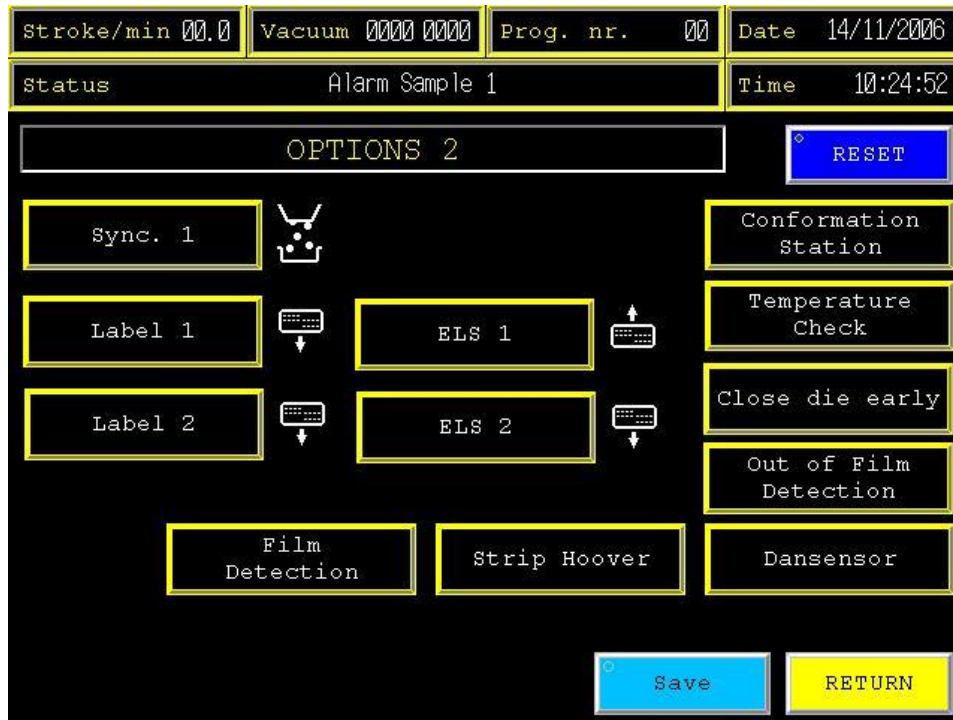 Stroke/min 00.0 Vacuum 0000 0000 Prog. nr. 00 Date 14/11/2006
Status Alarm Sample 1 Time 10:24:52
OPTIONS 2
RESET
Sync. 1
Conformation
Station
Label 1
ELS 1
Temperature
Check
Label 2
ELS 2
Close die early
Out of Film
Detection
Film
Detection
Strip Hoover
Dansensor
Save
RETURN